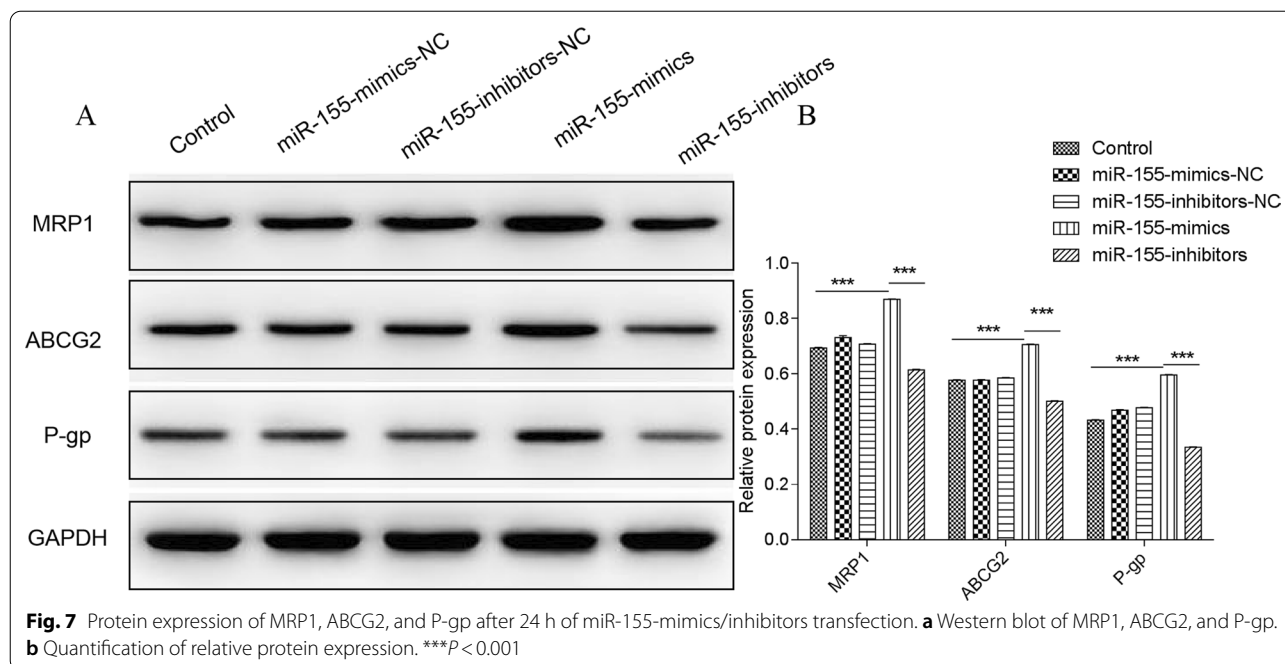 A
Control
miR-155-mimics-NC
miR-155-inhibitors-NC
miR-155-mimics
miR-155-inhibitors
MRP1
ABCG2
P-gp
GAPDH
B
Control
miR-155-mimics-NC
miR-155-inhibitors-NC
miR-155-mimics
miR-155-inhibitors
Relative protein expression
1.0
0.8
0.6
0.4
0.2
0.0
*** ***
*** ***
*** ***
MRP1
ABCG2
P-gp
Fig. 7 Protein expression of MRP1, ABCG2, and P-gp after 24 h of miR-155-mimics/inhibitors transfection. a Western blot of MRP1, ABCG2, and P-gp.
b Quantification of relative protein expression. ***P < 0.001